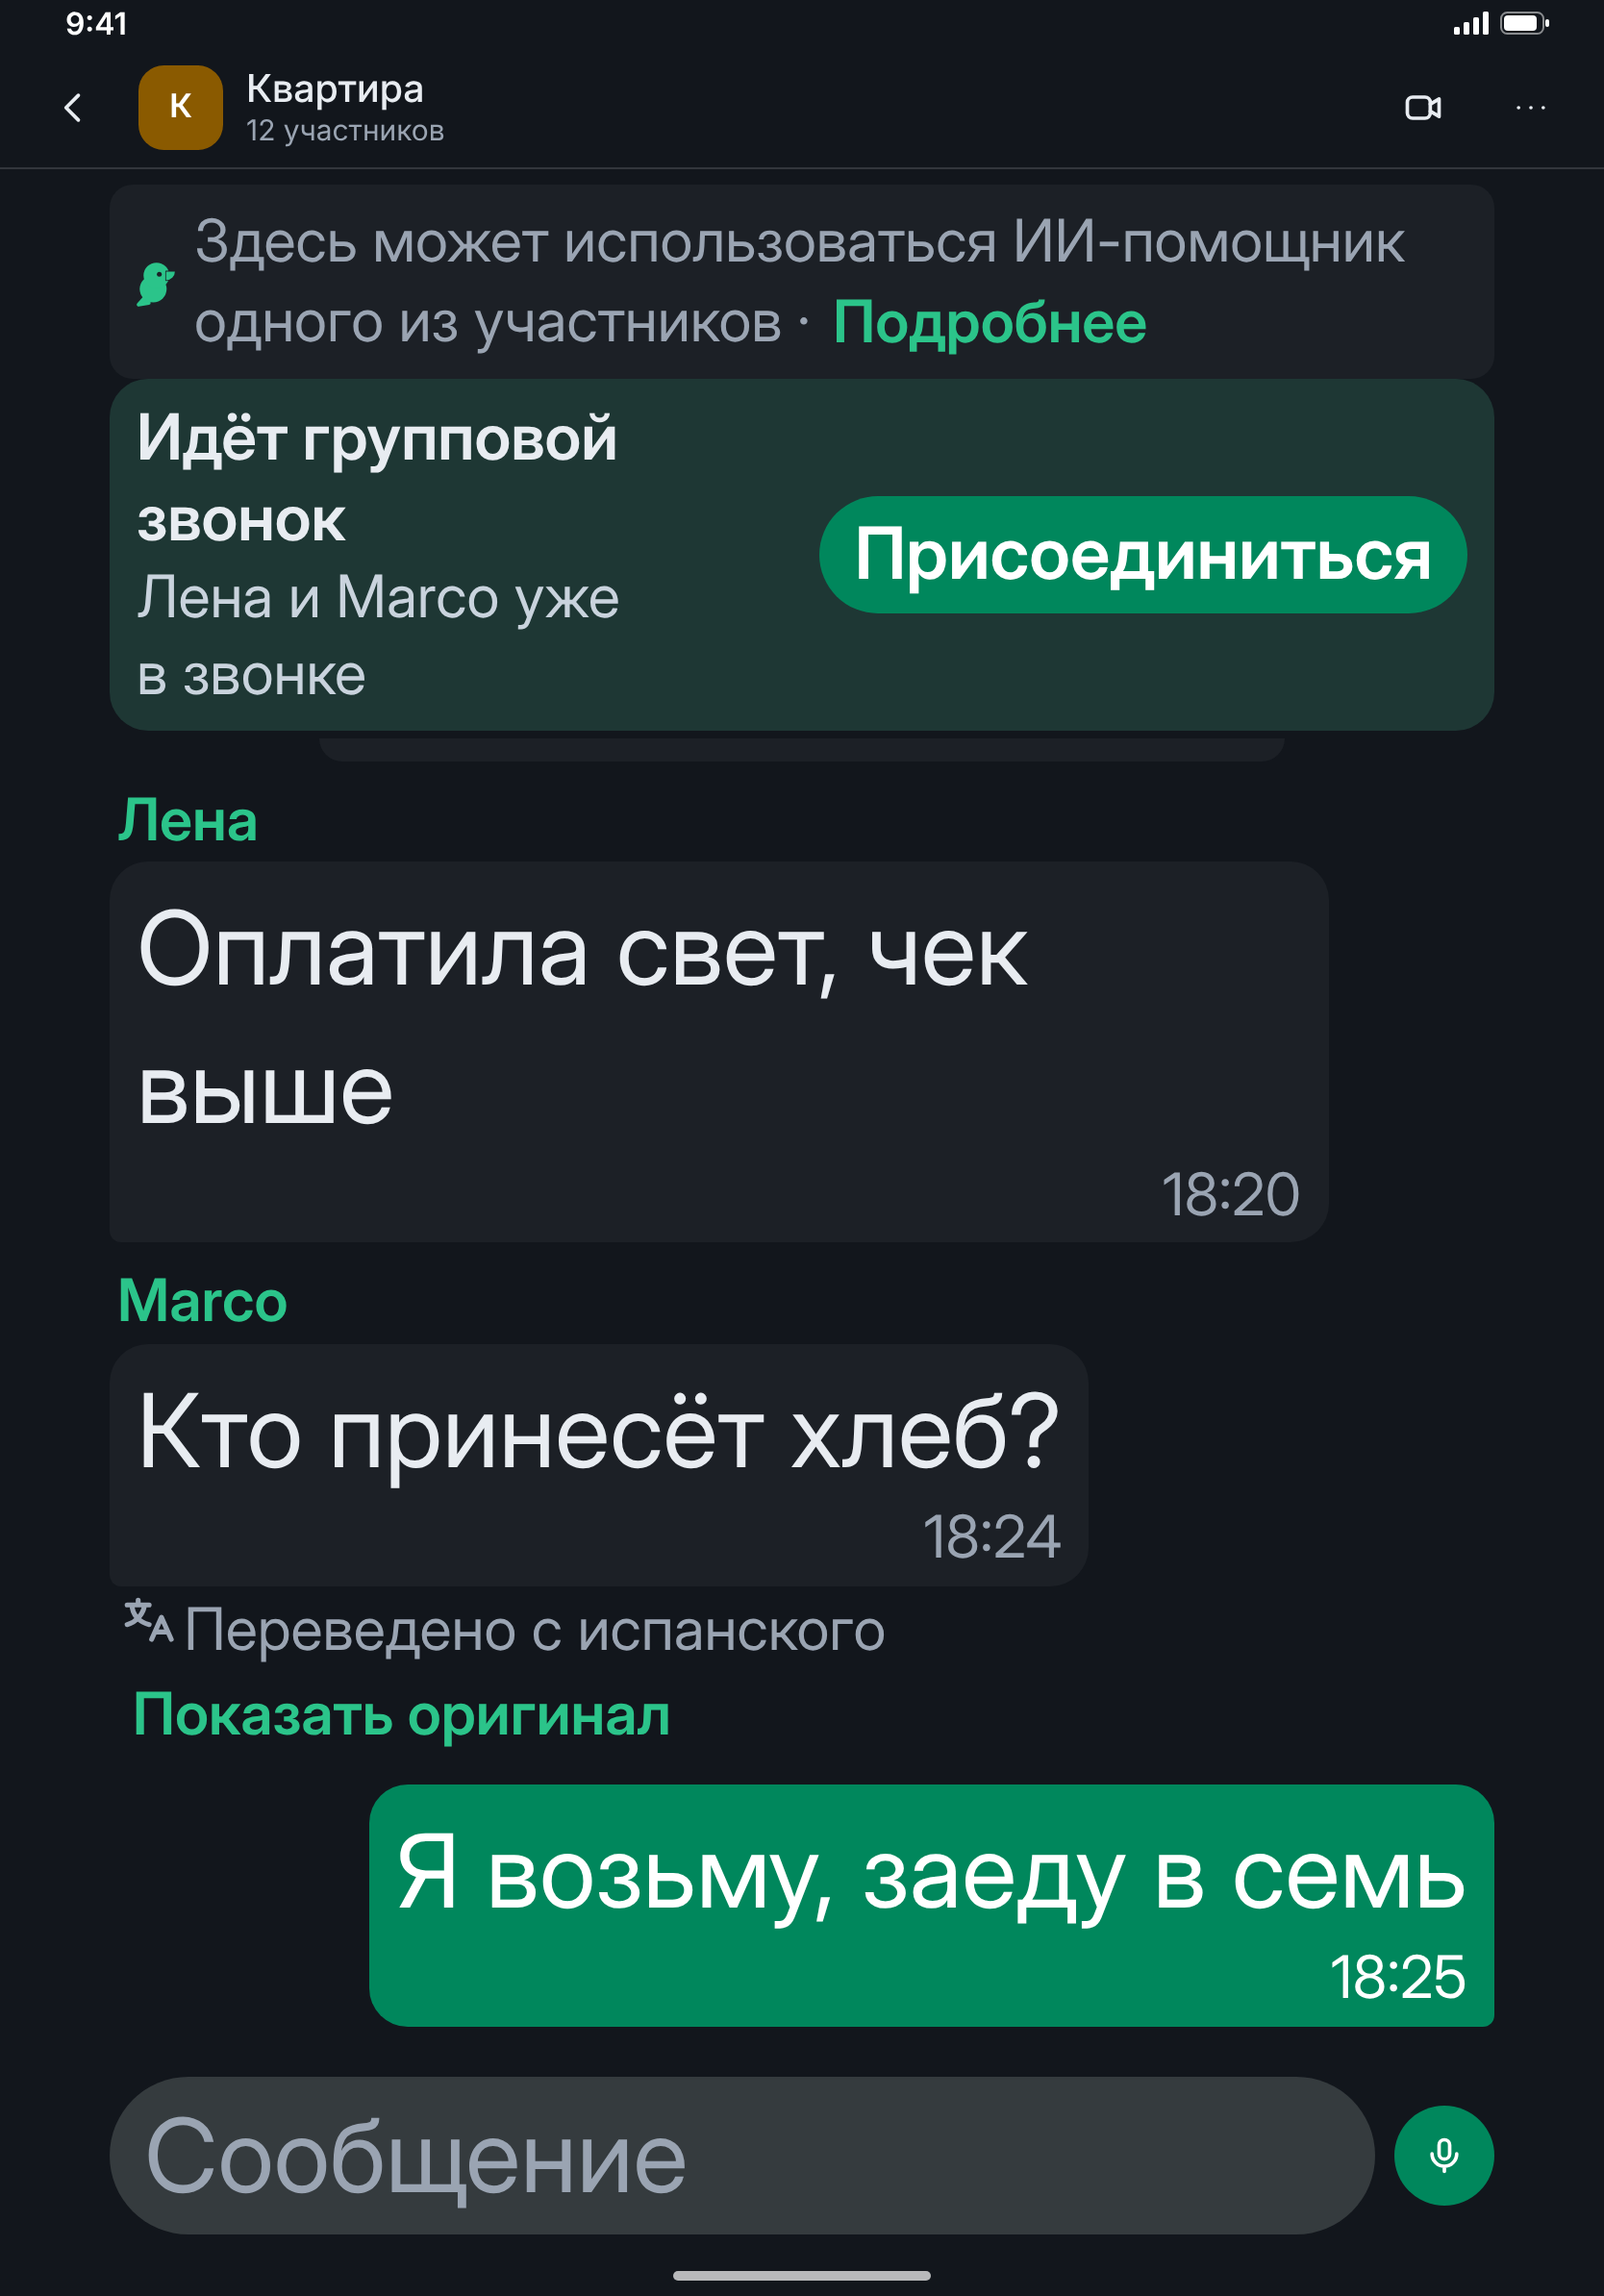 9:41
К
Квартира
12 участников
Здесь может использоваться ИИ-помощник
одного из участников · Подробнее
Идёт групповой
звонок
Лена и Marco уже
в звонке
Присоединиться
Лена
Оплатила свет, чек
выше
18:20
Marco
Кто принесёт хлеб?
18:24
Переведено с испанского
Показать оригинал
Я возьму, заеду в семь
18:25
Сообщение